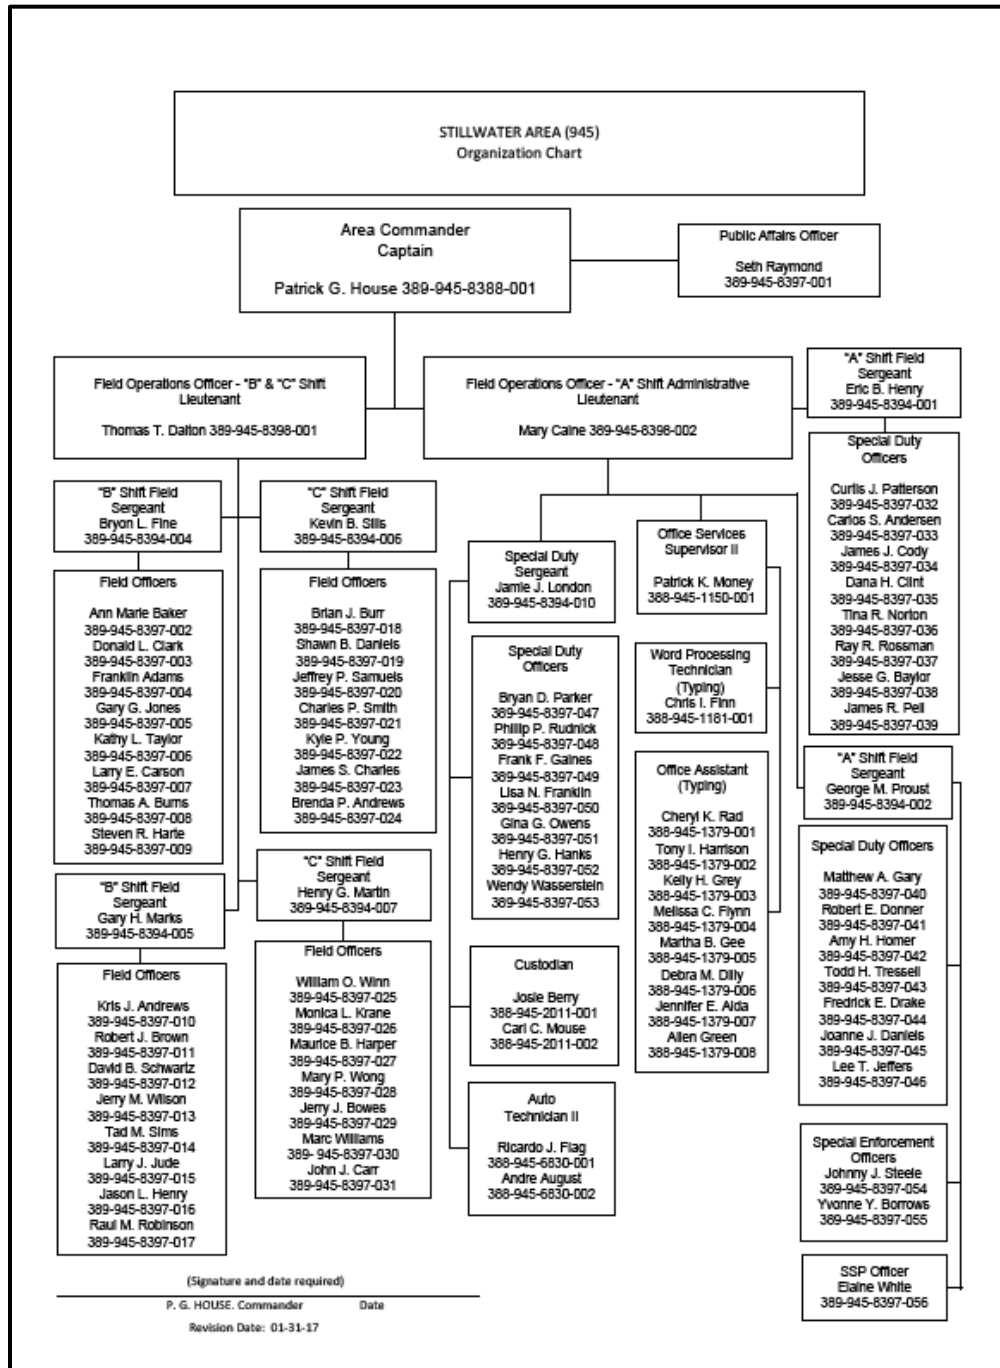 STILLWATER AREA (945)
Organization Chart
Area Commander
Captain
Patrick G. House 389-945-8388-001
Public Affairs Officer
Seth Raymond
389-945-8397-001
Field Operations Officer - "B" & "C" Shift
Lieutenant
Thomas T. Dalton 389-945-8398-001
Field Operations Officer - "A" Shift Administrative
Lieutenant
Mary Caine 389-945-8398-002
"A" Shift Field
Sergeant
Eric B. Henry
389-945-8394-001
Special Duty
Officers
Curtis J. Patterson
389-945-8397-032
Carlos S. Andersen
389-945-8397-033
James J. Cody
389-945-8397-034
Dana H. Clint
389-945-8397-035
Tina R. Norton
389-945-8397-036
Ray R. Rossman
389-945-8397-037
Jesse G. Baylor
389-945-8397-038
James R. Pell
389-945-8397-039
"B" Shift Field
Sergeant
Bryon L. Fine
389-945-8394-004
Field Officers
Ann Marie Baker
389-945-8397-002
Donald L. Clark
389-945-8397-003
Franklin Adams
389-945-8397-004
Gary G. Jones
389-945-8397-005
Kathy L. Taylor
389-945-8397-006
Larry E. Carson
389-945-8397-007
Thomas A. Burns
389-945-8397-008
Steven R. Harte
389-945-8397-009
"B" Shift Field
Sergeant
Gary H. Marks
389-945-8394-005
Field Officers
Kris J. Andrews
389-945-8397-010
Robert J. Brown
389-945-8397-011
David B. Schwartz
389-945-8397-012
Jerry M. Wilson
389-945-8397-013
Tad M. Sims
389-945-8397-014
Larry J. Jude
389-945-8397-015
Jason L. Henry
389-945-8397-016
Raul M. Robinson
389-945-8397-017
"C" Shift Field
Sergeant
Kevin B. Sills
389-945-8394-006
Field Officers
Brian J. Burr
389-945-8397-018
Shawn B. Daniels
389-945-8397-019
Jeffrey P. Samuels
389-945-8397-020
Charles P. Smith
389-945-8397-021
Kyle P. Young
389-945-8397-022
James S. Charles
389-945-8397-023
Brenda P. Andrews
389-945-8397-024
"C" Shift Field
Sergeant
Henry G. Martin
389-945-8394-007
Field Officers
William O. Winn
389-945-8397-025
Monica L. Krane
389-945-8397-026
Maurice B. Harper
389-945-8397-027
Mary P. Wong
389-945-8397-028
Jerry J. Bowes
389-945-8397-029
Marc Williams
389- 945-8397-030
John J. Carr
389-945-8397-031
Special Duty
Sergeant
Jamie J. London
389-945-8394-010
Special Duty
Officers
Bryan D. Parker
389-945-8397-047
Phillip P. Rudnick
389-945-8397-048
Frank F. Gaines
389-945-8397-049
Lisa N. Franklin
389-945-8397-050
Gina G. Owens
389-945-8397-051
Henry G. Hanks
389-945-8397-052
Wendy Wasserstein
389-945-8397-053
Custodian
Josie Berry
388-945-2011-001
Carl C. Mouse
388-945-2011-002
Auto
Technician II
Ricardo J. Flag
388-945-6830-001
Andre August
388-945-6830-002
Office Services
Supervisor II
Patrick K. Money
388-945-1150-001
Word Processing
Technician
(Typing)
Chris I. Finn
388-945-1181-001
Office Assistant
(Typing)
Cheryl K. Rad
388-945-1379-001
Tony I. Harrison
388-945-1379-002
Kelly H. Grey
388-945-1379-003
Melissa C. Flynn
388-945-1379-004
Martha B. Gee
388-945-1379-005
Debra M. Dilly
388-945-1379-006
Jennifer E. Alda
388-945-1379-007
Allen Green
388-945-1379-008
"A" Shift Field
Sergeant
George M. Proust
389-945-8394-002
Special Duty Officers
Matthew A. Gary
389-945-8397-040
Robert E. Donner
389-945-8397-041
Amy H. Homer
389-945-8397-042
Todd H. Tressell
389-945-8397-043
Fredrick E. Drake
389-945-8397-044
Joanne J. Daniels
389-945-8397-045
Lee T. Jeffers
389-945-8397-046
Special Enforcement
Officers
Johnny J. Steele
389-945-8397-054
Yvonne Y. Borrows
389-945-8397-055
SSP Officer
Elaine White
389-945-8397-056
(Signature and date required)
P. G. HOUSE. Commander Date
Revision Date: 01-31-17